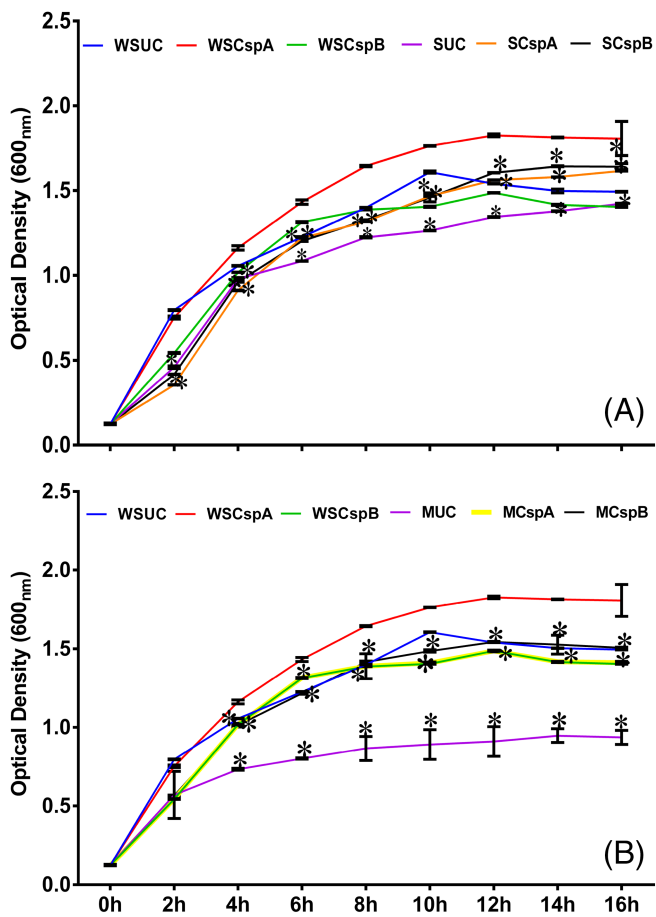 2.5
WSUC WSCspA WSCspB SUC SCspA SCspB
2.0
1.5
1.0
0.5
0.0
Optical Density (600nm)
* * * * * * * * * * * * * * * * * * * * * *
(A)
2.5
WSUC WSCspA WSCspB MUC MCspA MCspB
2.0
1.5
1.0
0.5
0.0
Optical Density (600nm)
* * * * * * * * * * * * * * * * * * * * *
(B)
0h 2h 4h 6h 8h 10h 12h 14h 16h